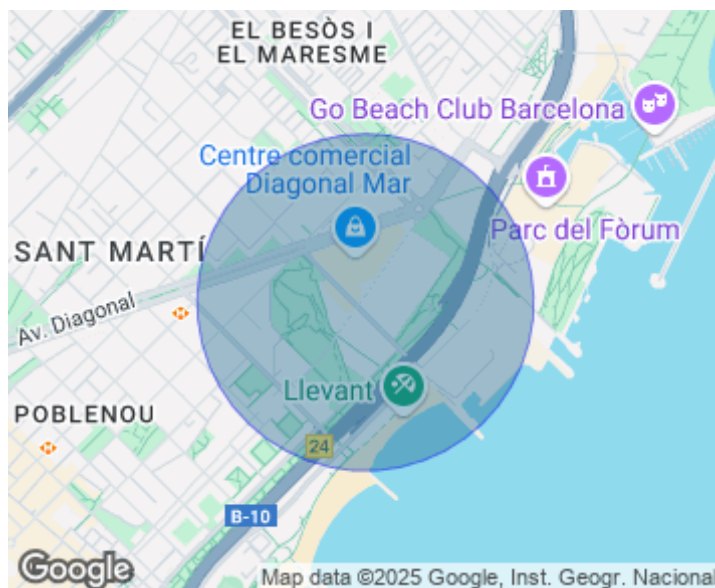 EL BESÒS I
EL MARESME
Go Beach Club Barcelona
Centre comercial
Diagonal Mar
Parc del Fòrum
SANT MARTÍ
Av. Diagonal
Llevant
POBLENOU
24
B-10
Google
Map data ©2025 Google, Inst. Geogr. Nacional